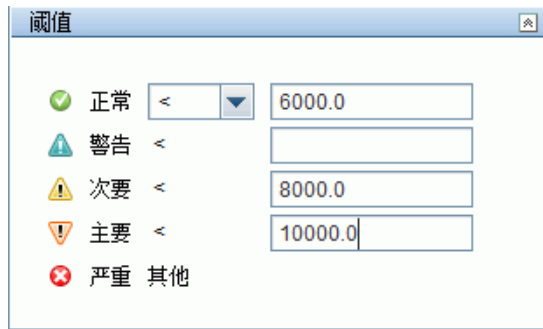 阈值
正常 < 6000.0
警告 <
次要 < 8000.0
主要 < 10000.0
严重 其他